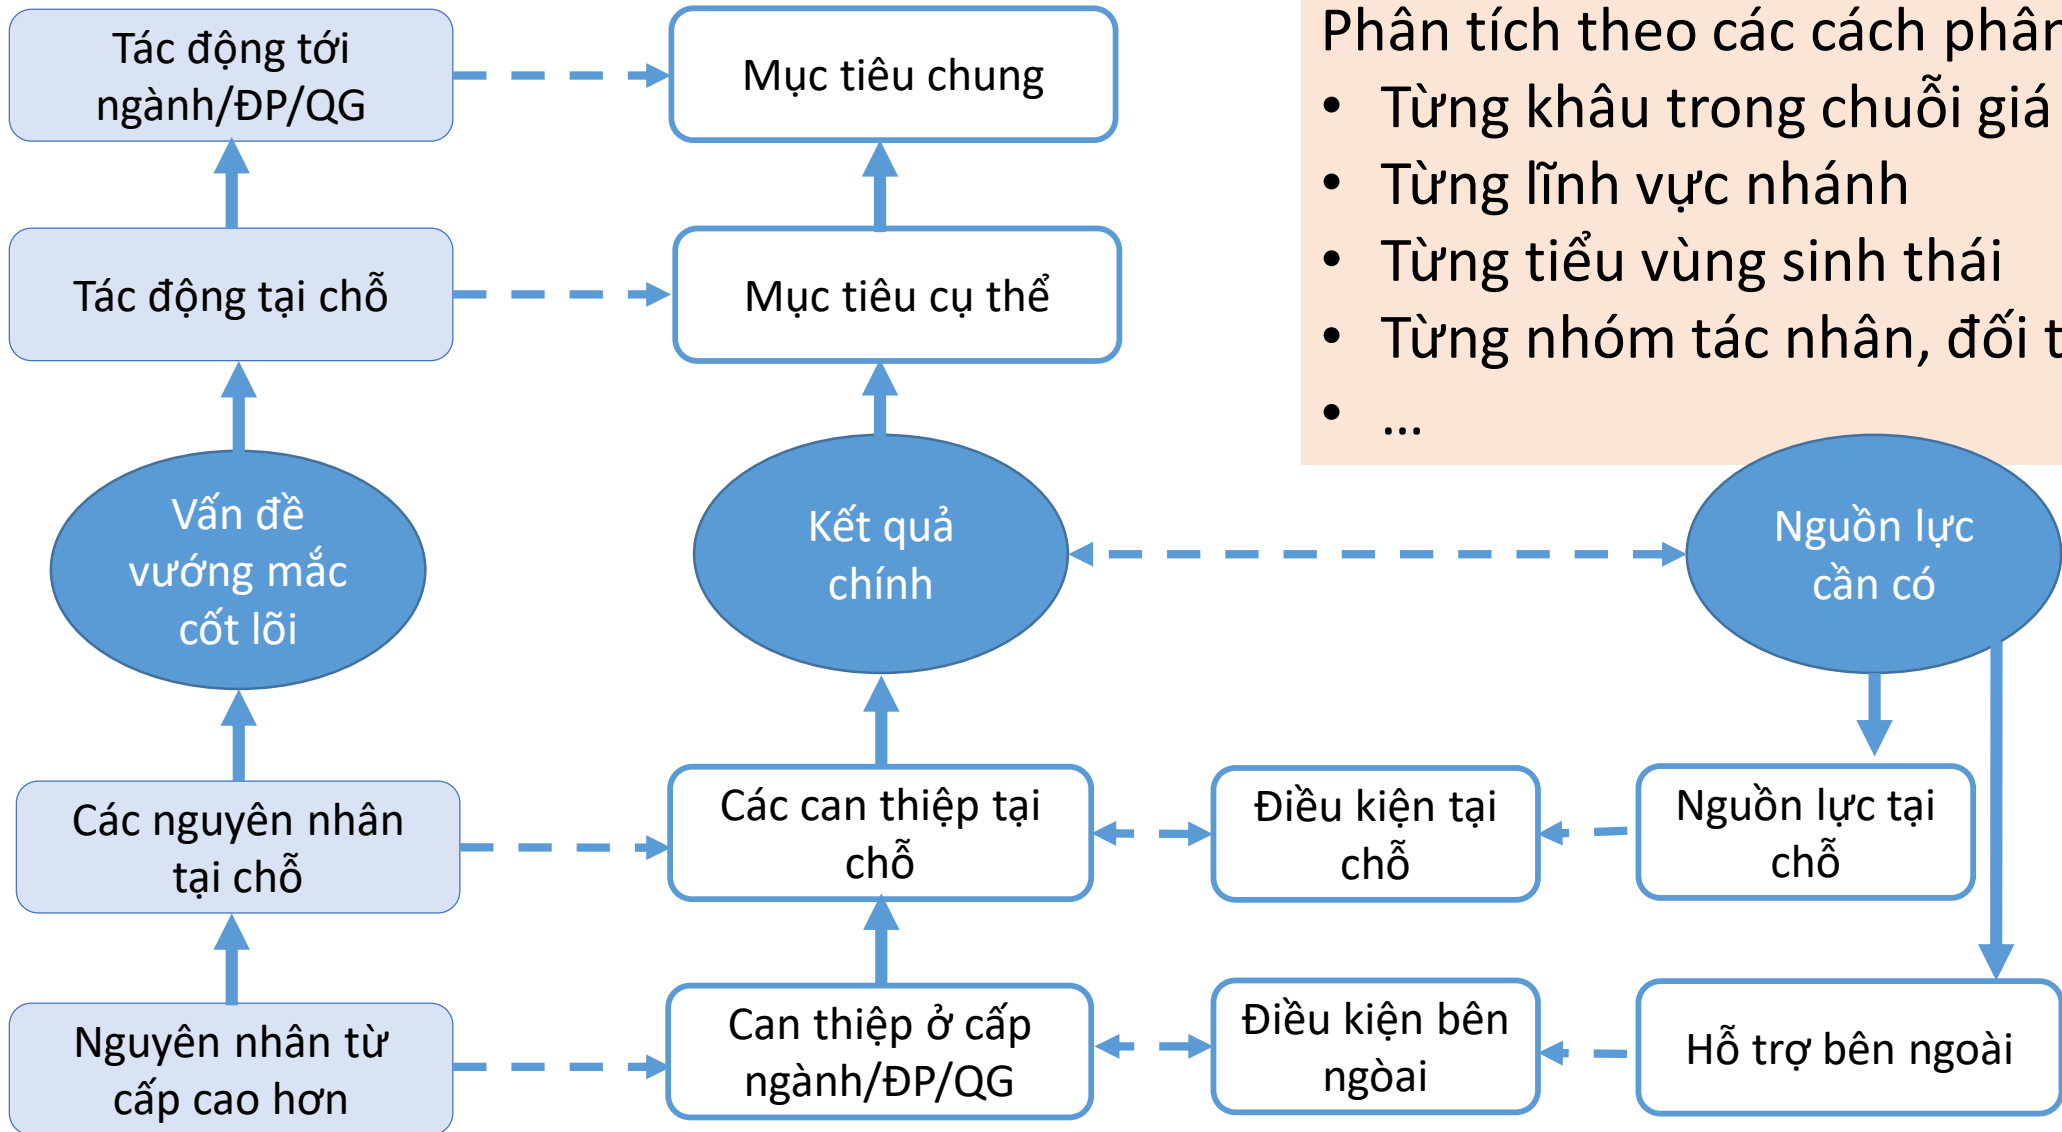 Tác động tới
ngành/ĐP/QG
Mục tiêu chung
Phân tích theo các cách phân
• Từng khâu trong chuỗi giá
• Từng lĩnh vực nhánh
• Từng tiểu vùng sinh thái
• Từng nhóm tác nhân, đối t
• ...
Tác động tại chỗ
Mục tiêu cụ thể
Vấn đề
vướng mắc
cốt lõi
Kết quả
chính
Nguồn lực
cần có
Các nguyên nhân
tại chỗ
Các can thiệp tại
chỗ
Điều kiện tại
chỗ
Nguồn lực tại
chỗ
Nguyên nhân từ
cấp cao hơn
Can thiệp ở cấp
ngành/ĐP/QG
Điều kiện bên
ngòai
Hỗ trợ bên ngoài